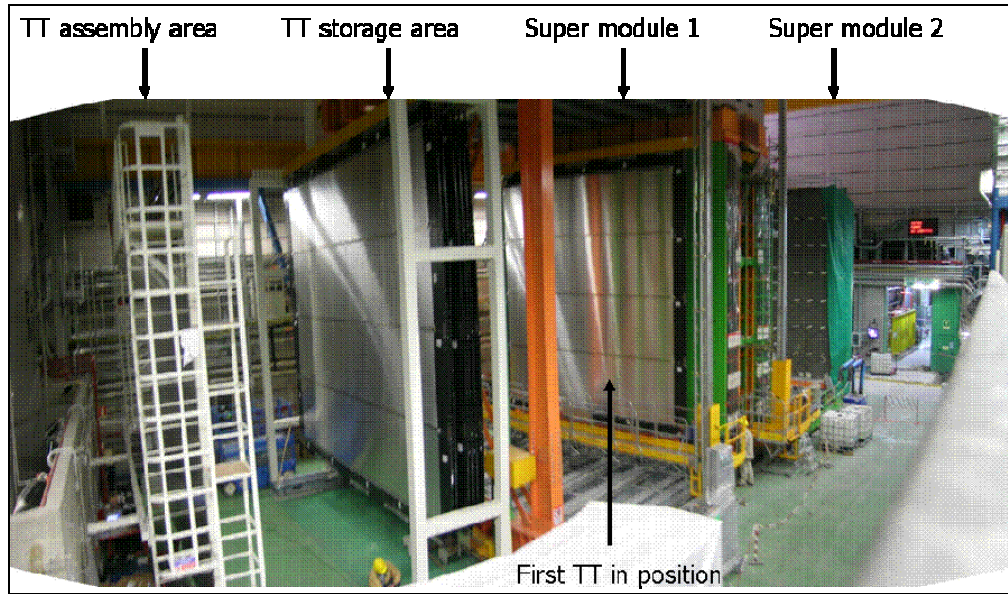 TT assembly area
TT storage area
Super module 1
Super module 2
First TT in position